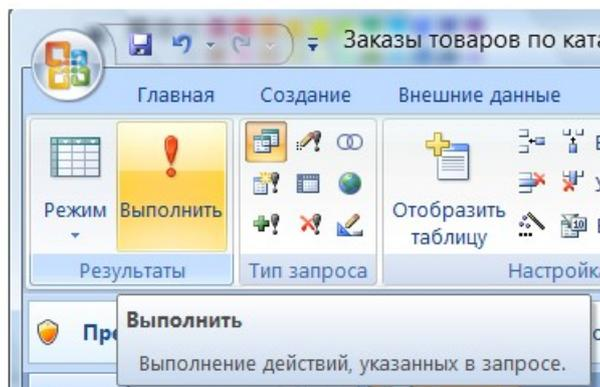 Заказы товаров по ката
Главная Создание Внешние данные
Режим Выполнить Отобразить таблицу
Результаты Тип запроса Настройка
Выполнить
Выполнение действий, указанных в запросе.